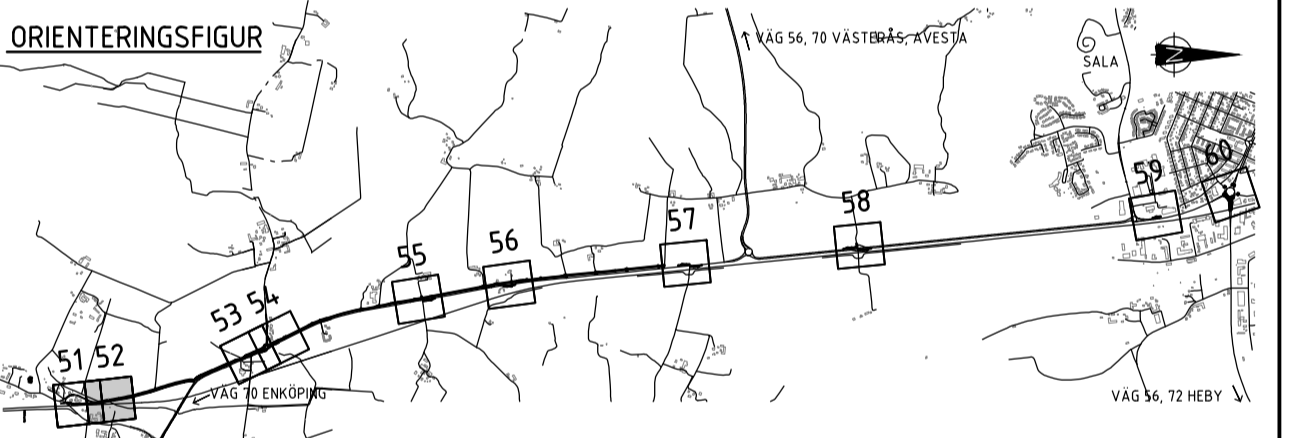 ORIENTERINGSFIGUR
VÄG 56, 70 VÄSTERÅS, AVESTA
SALA
N
60
59
58
57
56
55
53 54
51 52
VÄG 70 ENKÖPING
VÄG 56, 72 HEBY